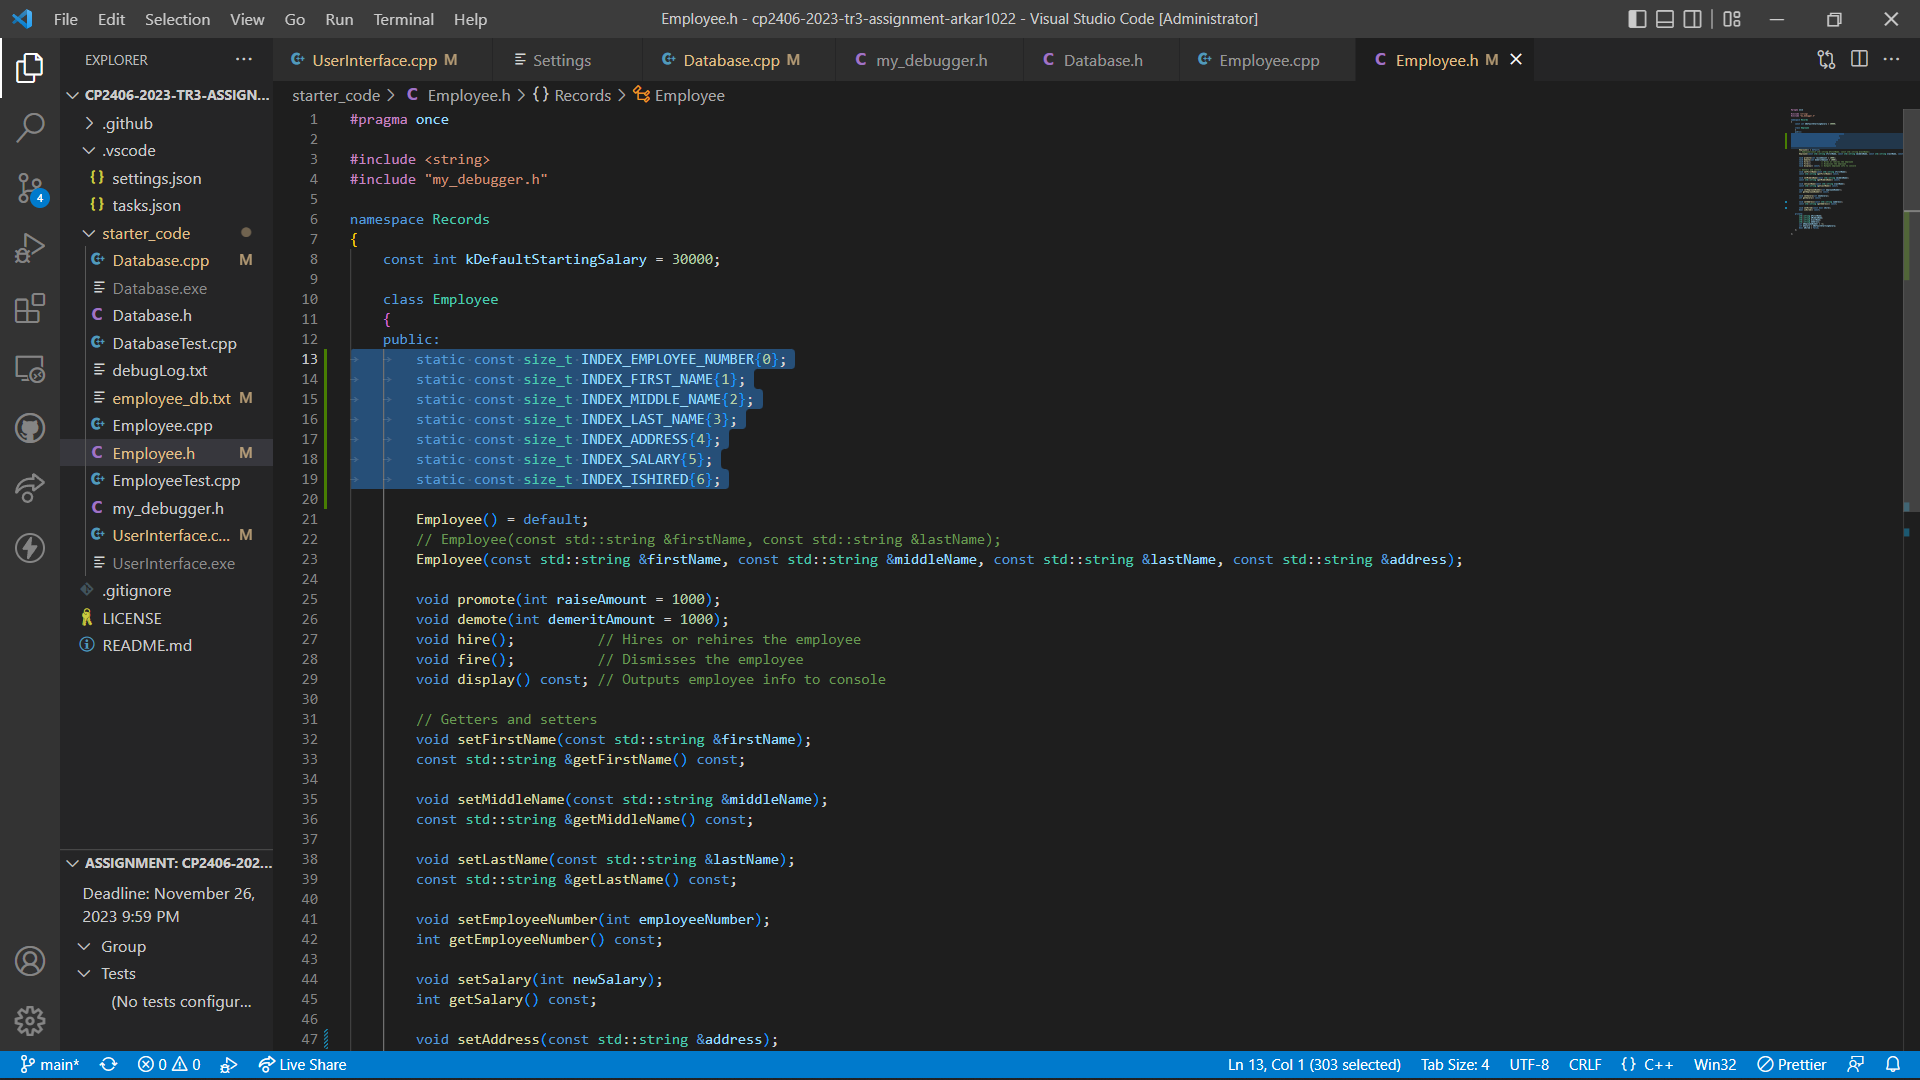 File Edit Selection View Go Run Terminal Help
Employee.h - cp2406-2023-tr3-assignment-arkar1022 - Visual Studio Code [Administrator]
EXPLORER
UserInterface.cpp M
Settings
Database.cpp M
my_debugger.h
Database.h
Employee.cpp
Employee.h M
CP2406-2023-TR3-ASSIGN...
.github
.vscode
settings.json
tasks.json
starter_code
Database.cpp M
Database.exe
Database.h
DatabaseTest.cpp
debugLog.txt
employee_db.txt M
Employee.cpp
Employee.h M
EmployeeTest.cpp
my_debugger.h
UserInterface.c... M
UserInterface.exe
.gitignore
LICENSE
README.md
4
ASSIGNMENT: CP2406-202...
Deadline: November 26,
2023 9:59 PM
Group
Tests
(No tests configur...
starter_code > C Employee.h > {} Records > Employee
1 #pragma once
2
3 #include <string>
4 #include "my_debugger.h"
5
6 namespace Records
7 {
8 const int kDefaultStartingSalary = 30000;
9
10 class Employee
11 {
12 public:
13 static const size_t INDEX_EMPLOYEE_NUMBER{0};
14 static const size_t INDEX_FIRST_NAME{1};
15 static const size_t INDEX_MIDDLE_NAME{2};
16 static const size_t INDEX_LAST_NAME{3};
17 static const size_t INDEX_ADDRESS{4};
18 static const size_t INDEX_SALARY{5};
19 static const size_t INDEX_ISHIRED{6};
20
21 Employee() = default;
22 // Employee(const std::string &firstName, const std::string &lastName);
23 Employee(const std::string &firstName, const std::string &middleName, const std::string &lastName, const std::string &address);
24
25 void promote(int raiseAmount = 1000);
26 void demote(int demeritAmount = 1000);
27 void hire(); // Hires or rehires the employee
28 void fire(); // Dismisses the employee
29 void display() const; // Outputs employee info to console
30
31 // Getters and setters
32 void setFirstName(const std::string &firstName);
33 const std::string &getFirstName() const;
34
35 void setMiddleName(const std::string &middleName);
36 const std::string &getMiddleName() const;
37
38 void setLastName(const std::string &lastName);
39 const std::string &getLastName() const;
40
41 void setEmployeeNumber(int employeeNumber);
42 int getEmployeeNumber() const;
43
44 void setSalary(int newSalary);
45 int getSalary() const;
46
47 void setAddress(const std::string &address);
main* 0 0 Live Share
Ln 13, Col 1 (303 selected) Tab Size: 4 UTF-8 CRLF {} C++ Win32 Prettier